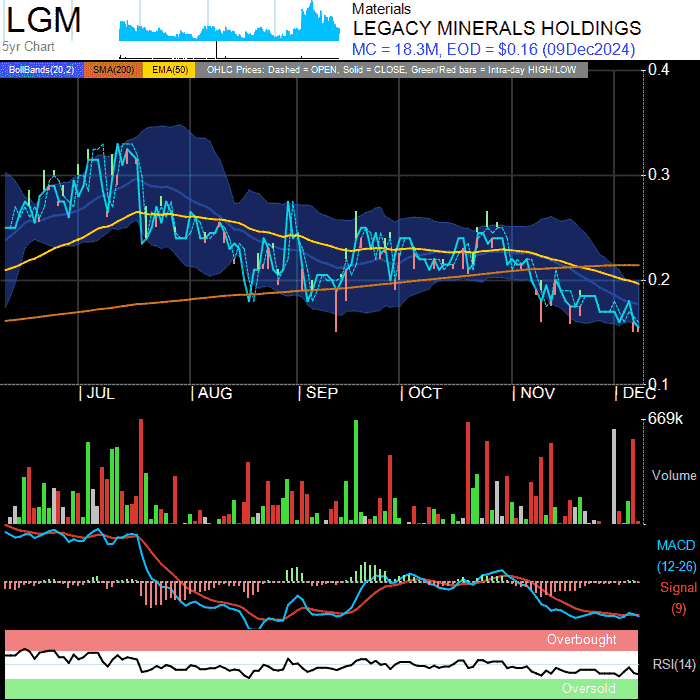 LGM
5yr Chart
Materials
LEGACY MINERALS HOLDINGS
MC = 18.3M, EOD = $0.16 (09Dec2024)
BollBands(20,2) SMA(200) EMA(50) OHLC Prices: Dashed = OPEN, Solid = CLOSE, Green/Red bars = Intra-day HIGH/LOW
0.4
0.3
0.2
0.1
JUL AUG SEP OCT NOV DEC
669k
Volume
MACD
(12-26)
Signal
(9)
Overbought
RSI(14)
Oversold